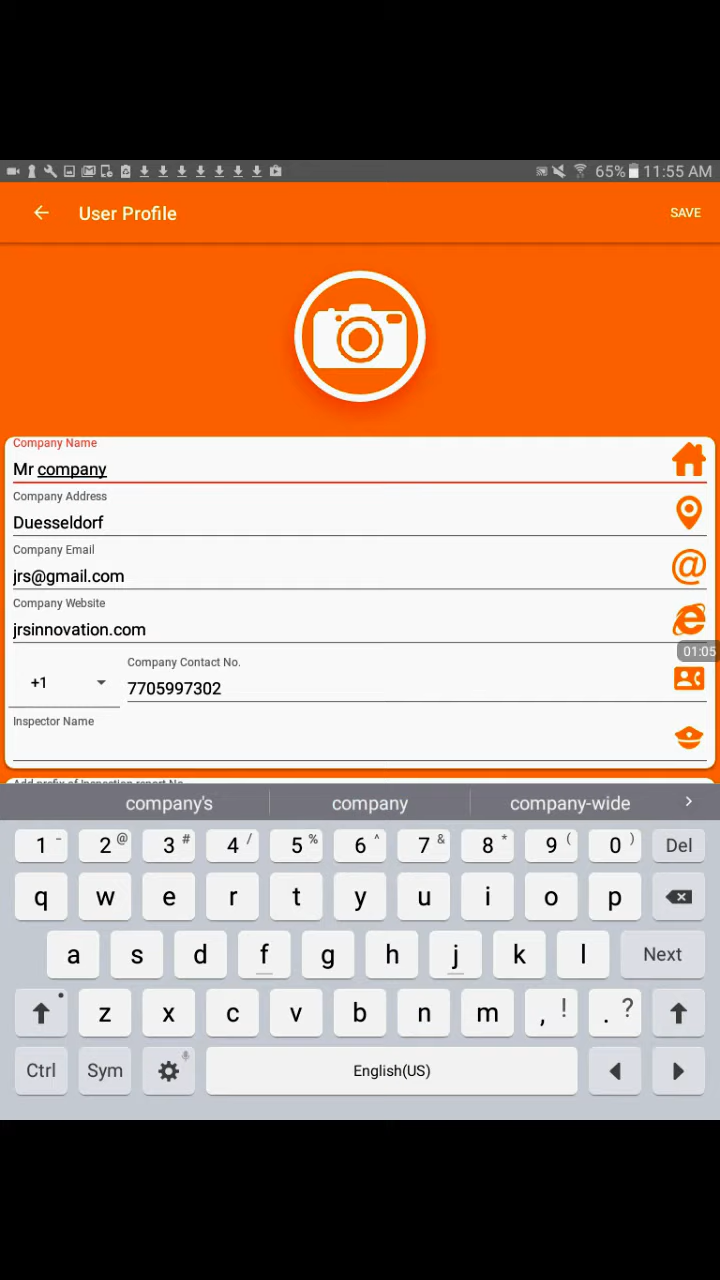 65% 11:55 AM
User Profile SAVE
Company Name
Mr company
Company Address
Duesseldorf
Company Email
jrs@gmail.com
@
Company Website
jrsinnovation.com
01:05
Company Contact No.
+1 7705997302
Inspector Name
Add prefix of Inspection report No
company's company company-wide >
1 - 2 @ 3 # 4 / 5 % 6 ^ 7 & 8 * 9 ( 0 ) Del
q w e r t y u i o p
a s d f g h j k l Next
z x c v b n m , ! . ?
Ctrl Sym English(US)